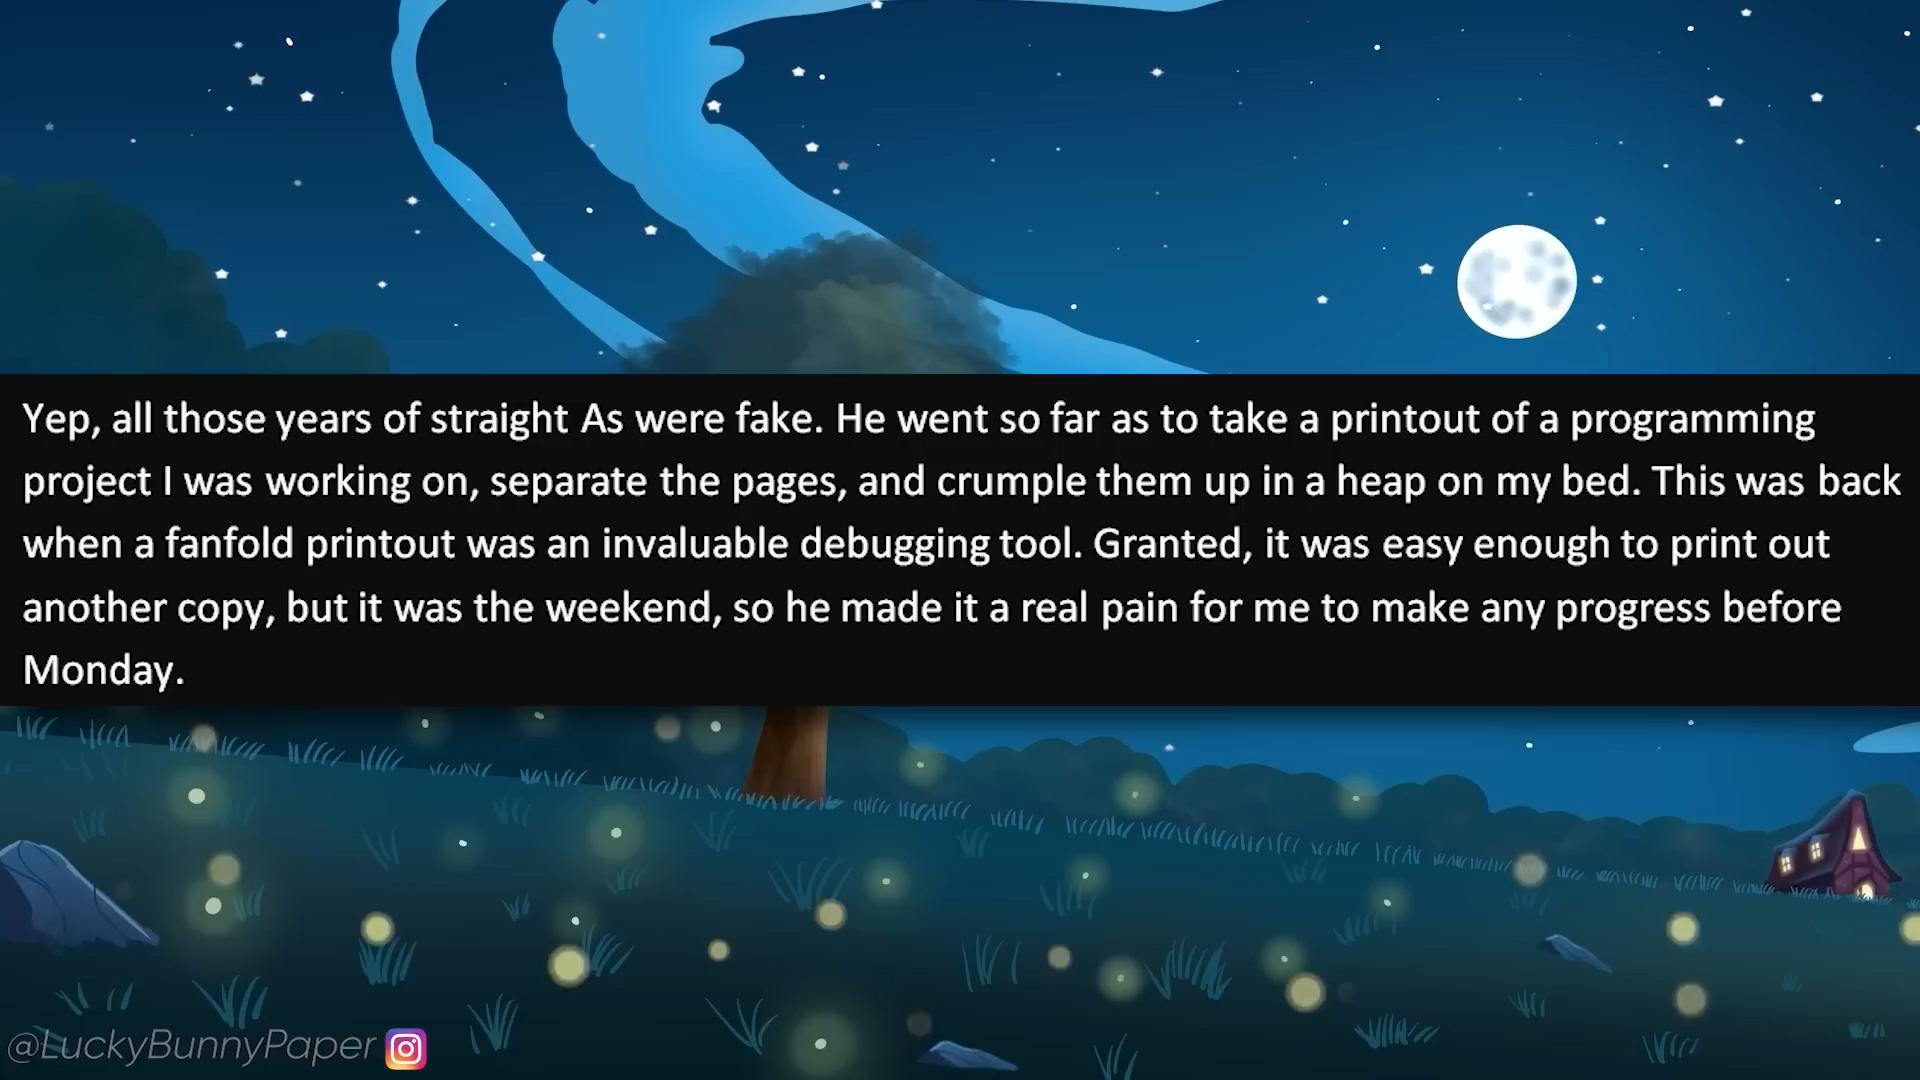 Yep, all those years of straight As were fake. He went so far as to take a printout of a programming
project I was working on, separate the pages, and crumple them up in a heap on my bed. This was back
when a fanfold printout was an invaluable debugging tool. Granted, it was easy enough to print out
another copy, but it was the weekend, so he made it a real pain for me to make any progress before
Monday.
@LuckyBunnyPaper